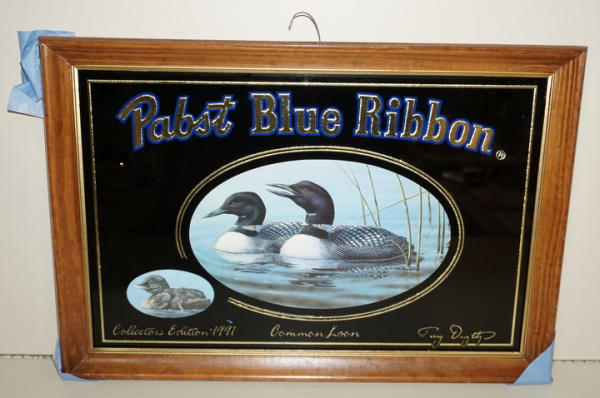 Pabst Blue Ribbon®
Collectors Edition-1991
Common Loon